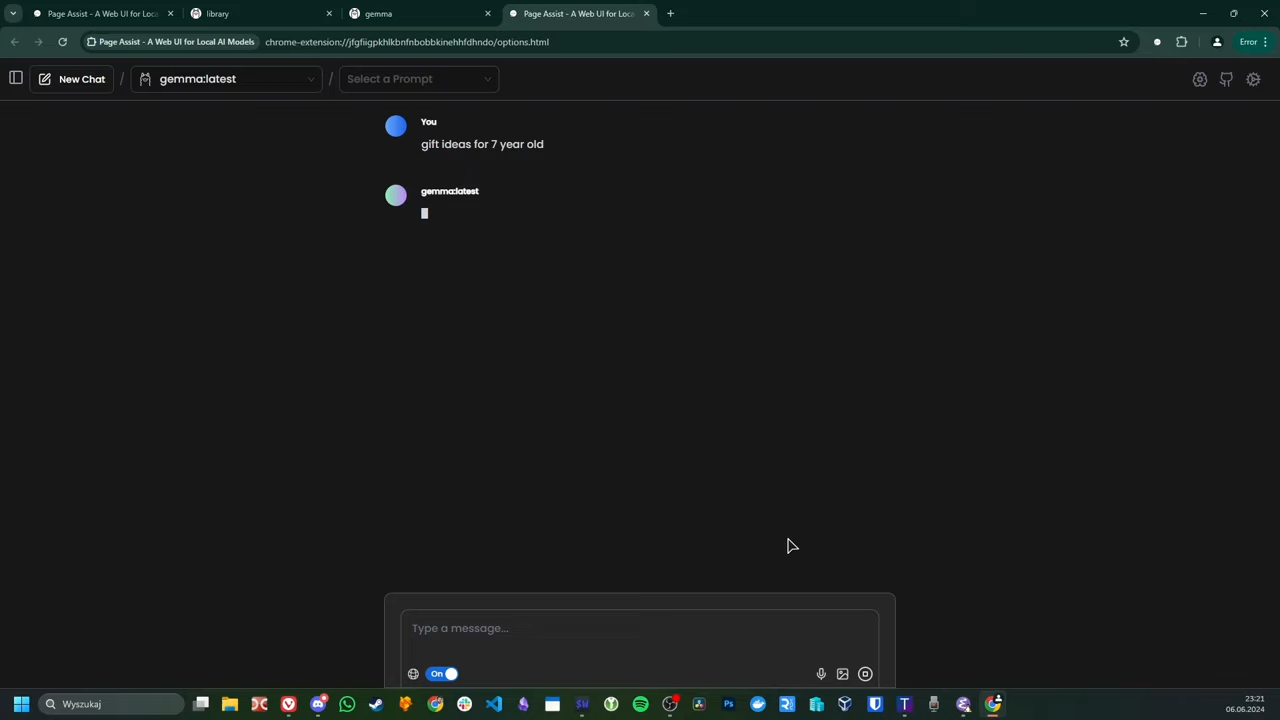 Page Assist - A Web UI for Loca
library
gemma
Page Assist - A Web UI for Loca
Page Assist - A Web UI for Local AI Models
chrome-extension://jfgfiigpkhlkbnfnbobbkinehhfdhndo/options.html
Error
New Chat
/
gemma:latest
/
Select a Prompt
You
gift ideas for 7 year old
gemma:latest
Type a message...
On
Wyszukaj
23:21
06.06.2024